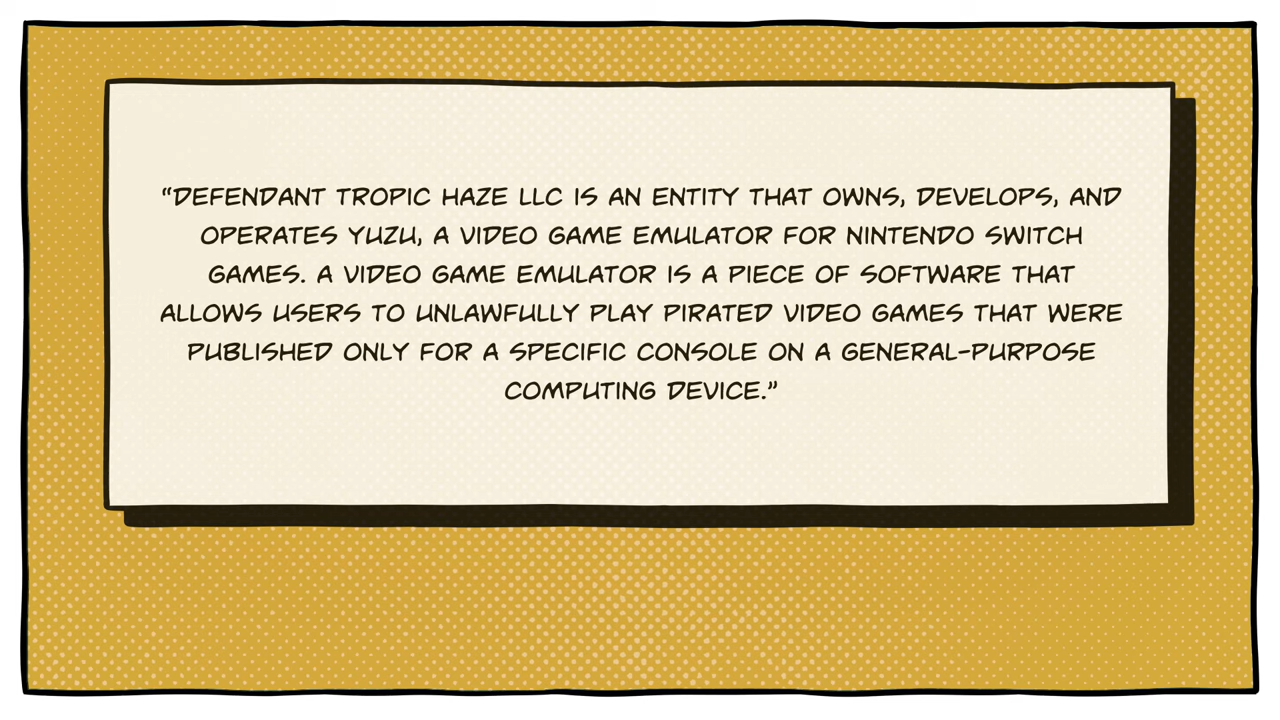 “DEFENDANT TROPIC HAZE LLC IS AN ENTITY THAT OWNS, DEVELOPS, AND
OPERATES YUZU, A VIDEO GAME EMULATOR FOR NINTENDO SWITCH
GAMES. A VIDEO GAME EMULATOR IS A PIECE OF SOFTWARE THAT
ALLOWS USERS TO UNLAWFULLY PLAY PIRATED VIDEO GAMES THAT WERE
PUBLISHED ONLY FOR A SPECIFIC CONSOLE ON A GENERAL-PURPOSE
COMPUTING DEVICE.”